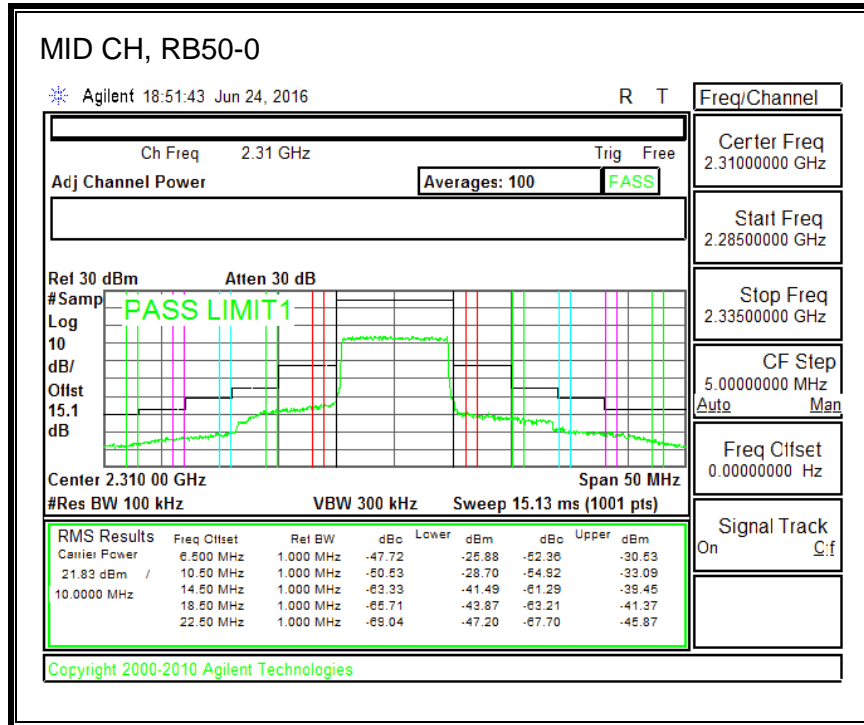 MID CH, RB50-0
Agilent 18:51:43 Jun 24, 2016 R T
Freq/Channel
Ch Freq 2.31 GHz Trig Free
Adj Channel Power Averages: 100 PASS
Center Freq
2.31000000 GHz
Start Freq
2.28500000 GHz
Stop Freq
2.33500000 GHz
CF Step
5.00000000 MHz
Auto Man
Freq Offset
0.00000000 Hz
Signal Track
On Off
Ref 30 dBm Atten 30 dB
#Samp
Log
10
dB/
Offst
15.1
dB
PASS LIMIT1
Center 2.310 00 GHz Span 50 MHz
#Res BW 100 kHz VBW 300 kHz Sweep 15.13 ms (1001 pts)
RMS Results Freq Offset Ref BW dBc Lower dBm dBc Upper dBm
Carrier Power 6.500 MHz 1.000 MHz -47.72 -25.88 -52.36 -30.53
21.83 dBm / 10.50 MHz 1.000 MHz -50.53 -28.70 -54.92 -33.09
10.0000 MHz 14.50 MHz 1.000 MHz -63.33 -41.49 -61.29 -39.45
18.50 MHz 1.000 MHz -65.71 -43.87 -63.21 -41.37
22.50 MHz 1.000 MHz -69.04 -47.20 -67.70 -45.87
Copyright 2000-2010 Agilent Technologies